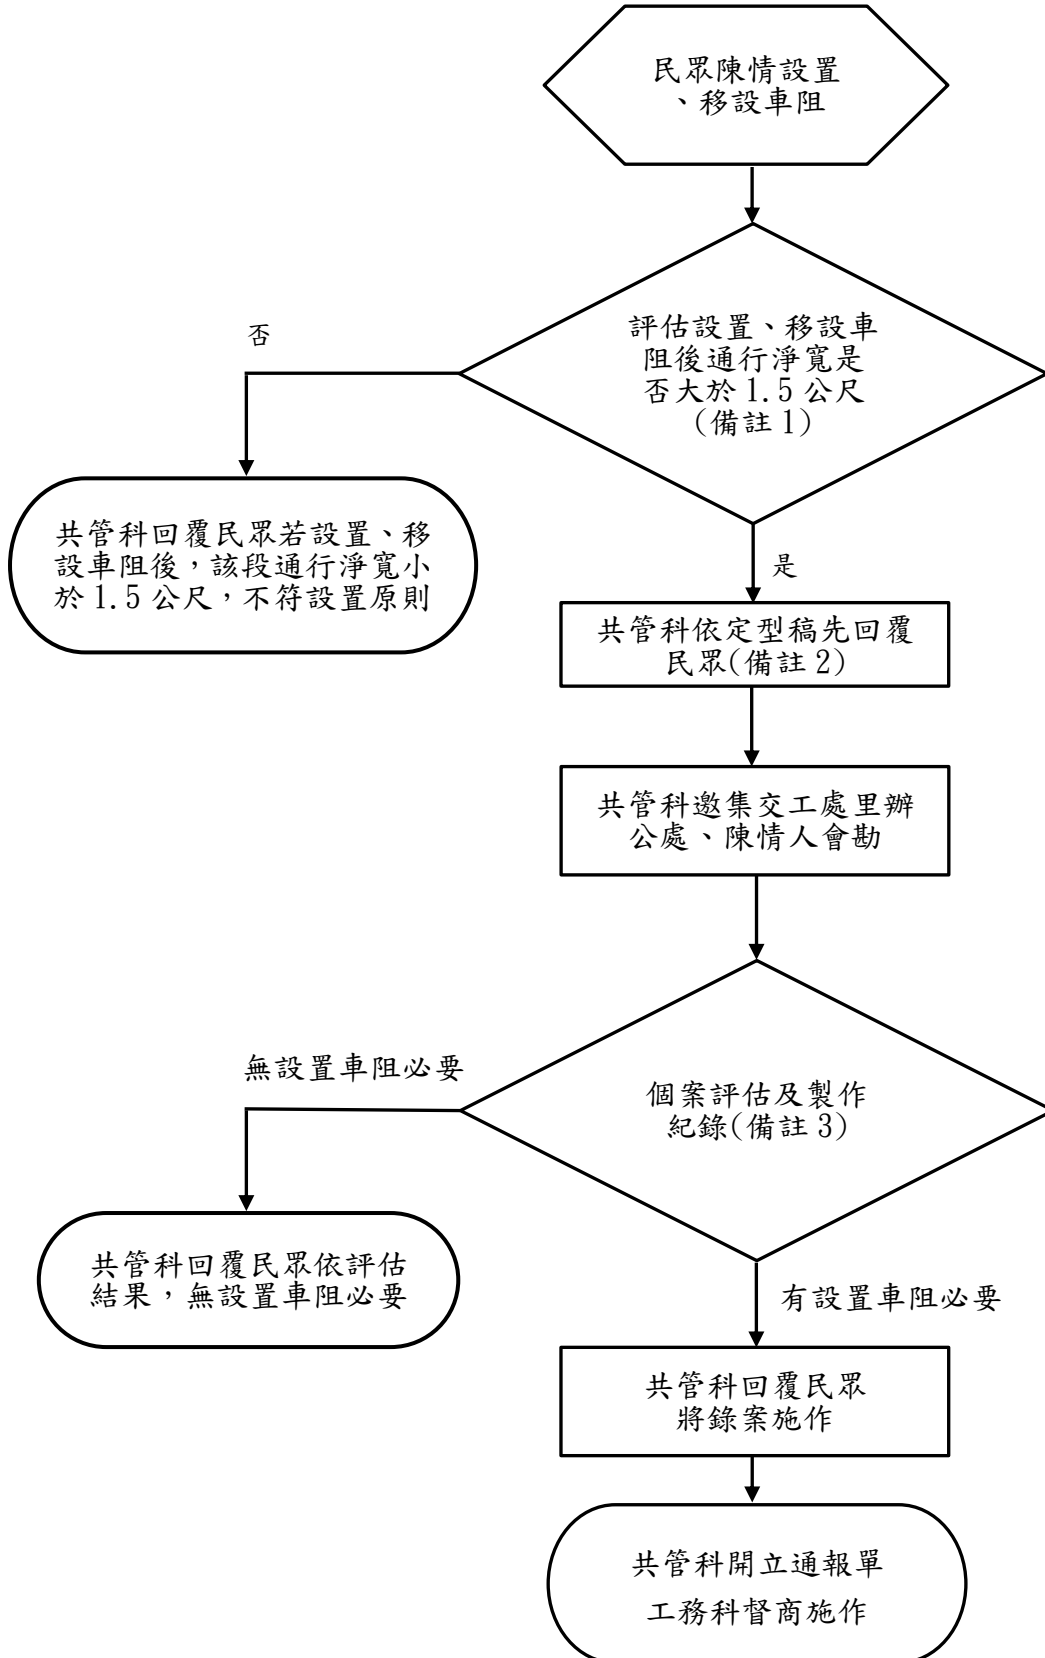 民眾陳情設置
、移設車阻
評估設置、移設車
阻後通行淨寬是
否大於1.5公尺
(備註1)
否
共管科回覆民眾若設置、移
設車阻後，該段通行淨寬小
於1.5公尺，不符設置原則
是
共管科依定型稿先回覆
民眾(備註2)
共管科邀集交工處里辦
公處、陳情人會勘
個案評估及製作
紀錄(備註3)
無設置車阻必要
共管科回覆民眾依評估
結果，無設置車阻必要
有設置車阻必要
共管科回覆民眾
將錄案施作
共管科開立通報單
工務科督商施作